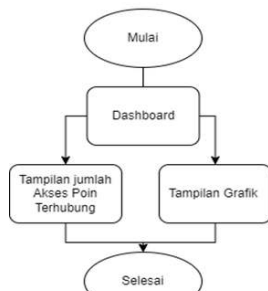 Mulai
Dashboard
Tampilan jumlah
Akses Poin
Terhubung
Tampilan Grafik
Selesai